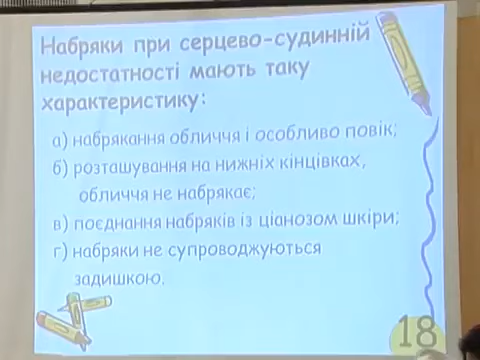 Набряки при серцево-судинній
недостатності мають таку
характеристику:
а) набрякання обличчя і особливо повік;
б) розташування на нижніх кінцівках,
обличчя не набрякає;
в) поєднання набряків із ціанозом шкіри;
г) набряки не супроводжуються
задишкою.
18